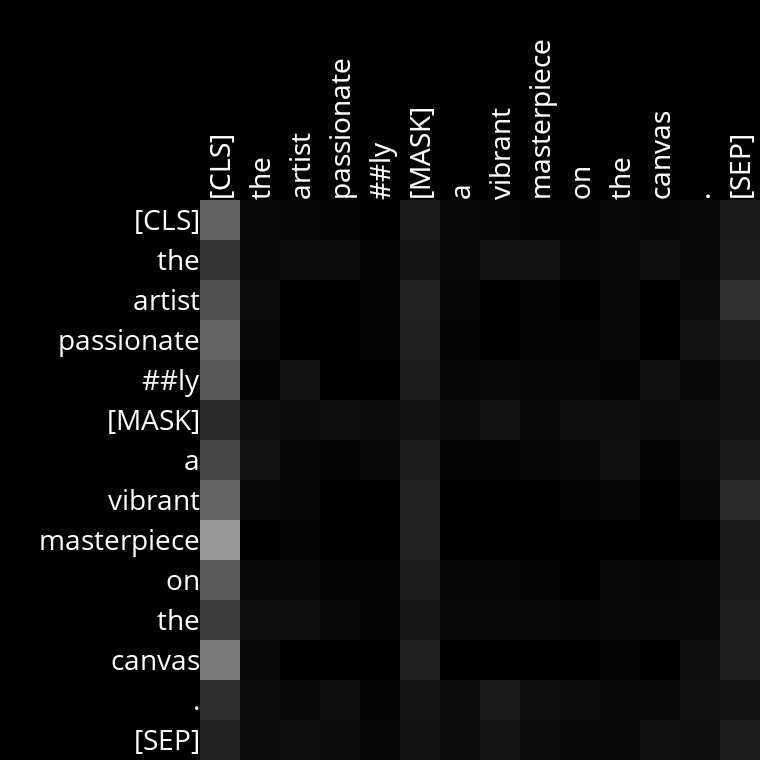 [CLS]
the
artist
passionate
##ly
[MASK]
a
vibrant
masterpiece
on
the
canvas
.
[SEP]
[CLS]
the
artist
passionate
##ly
[MASK]
a
vibrant
masterpiece
on
the
canvas
.
[SEP]